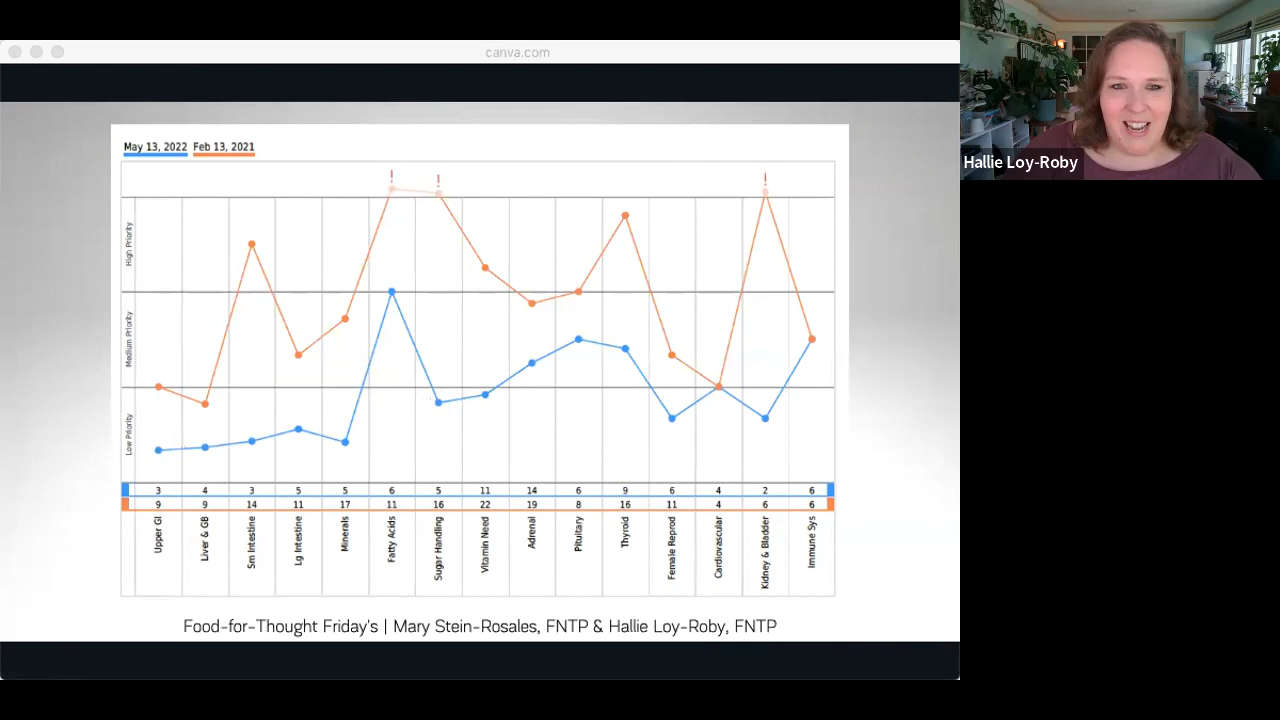 canva.com
May 13, 2022 Feb 13, 2021
! ! !
High Priority
Medium Priority
Low Priority
3 4 3 5 5 6 5 11 14 6 9 6 4 2 6
9 9 14 11 17 11 16 22 19 8 16 11 4 6 6
Upper GI
Liver & GB
Sm Intestine
Lg Intestine
Minerals
Fatty Acids
Sugar Handling
Vitamin Need
Adrenal
Pituitary
Thyroid
Female Reprod
Cardiovascular
Kidney & Bladder
Immune Sys
Food-for-Thought Friday's | Mary Stein-Rosales, FNTP & Hallie Loy-Roby, FNTP
Hallie Loy-Roby